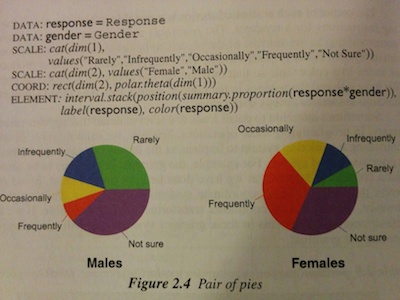 DATA: response = Response
DATA: gender = Gender
SCALE: cat(dim(1),
values("Rarely","Infrequently","Occasionally","Frequently","Not Sure"))
SCALE: cat(dim(2), values("Female","Male"))
COORD: rect(dim(2), polar.theta(dim(1)))
ELEMENT: interval.stack(position(summary.proportion(response*gender)),
label(response), color(response))
Rarely
Infrequently
Occasionally
Frequently
Not sure
Males
Occasionally
Infrequently
Rarely
Frequently
Not sure
Females
Figure 2.4 Pair of pies